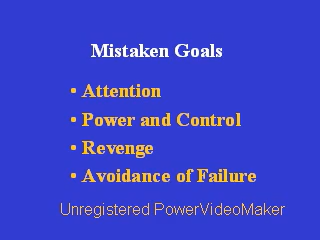 Mistaken Goals
• Attention
• Power and Control
• Revenge
• Avoidance of Failure
Unregistered PowerVideoMaker